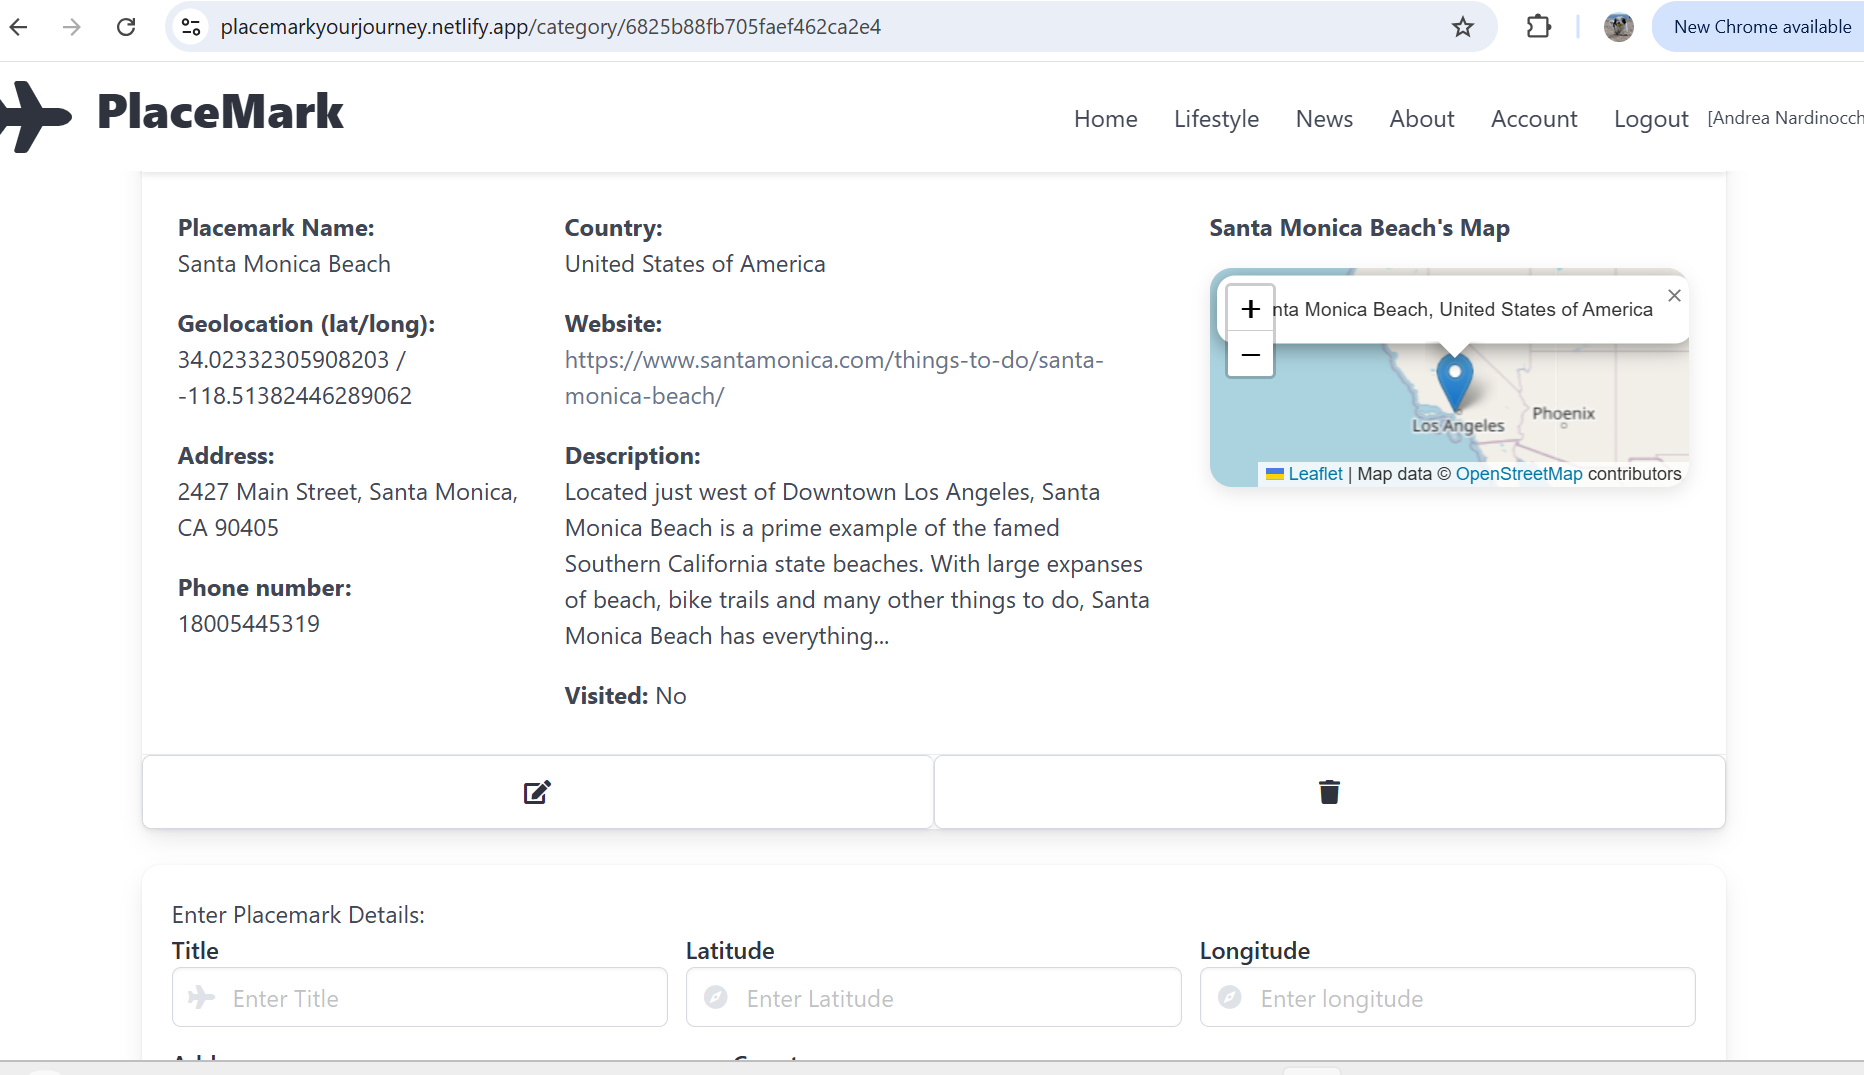 placemarkyourjourney.netlify.app/category/6825b88fb705faef462ca2e4
New Chrome available
PlaceMark
Home
Lifestyle
News
About
Account
Logout
[Andrea Nardinocch
Placemark Name:
Santa Monica Beach
Geolocation (lat/long):
34.02332305908203 /
-118.51382446289062
Address:
2427 Main Street, Santa Monica,
CA 90405
Phone number:
18005445319
Country:
United States of America
Website:
https://www.santamonica.com/things-to-do/santa-
monica-beach/
Description:
Located just west of Downtown Los Angeles, Santa
Monica Beach is a prime example of the famed
Southern California state beaches. With large expanses
of beach, bike trails and many other things to do, Santa
Monica Beach has everything...
Visited: No
Santa Monica Beach's Map
+
−
nta Monica Beach, United States of America
×
Los Angeles
Phoenix
Leaflet | Map data © OpenStreetMap contributors
Enter Placemark Details:
Title
Enter Title
Latitude
Enter Latitude
Longitude
Enter longitude